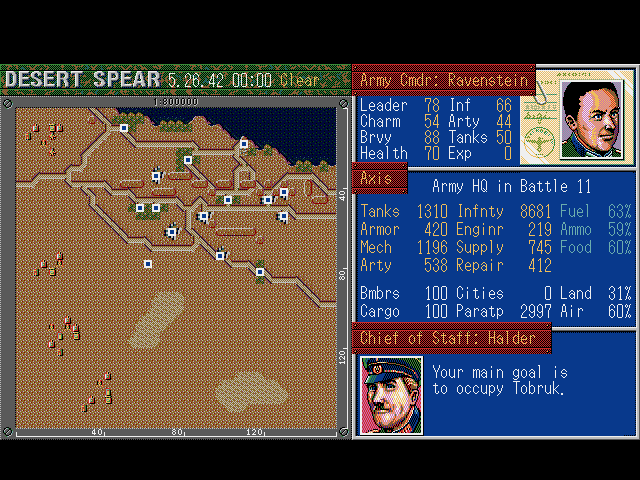 DESERT SPEAR 5.26.42 00:00 Clear
1:800000
40
80
120
40 80 120
Army Cmdr: Ravenstein
Leader 78 Inf 66
Charm 54 Arty 44
Brvy 88 Tanks 50
Health 70 Exp 0
Axis
Army HQ in Battle 11
Tanks 1310 Infnty 8681 Fuel 63%
Armor 420 Enginr 219 Ammo 59%
Mech 1196 Supply 745 Food 60%
Arty 538 Repair 412
Bmbrs 100 Cities 0 Land 31%
Cargo 100 Paratp 2997 Air 60%
Chief of Staff: Halder
Your main goal is
to occupy Tobruk.